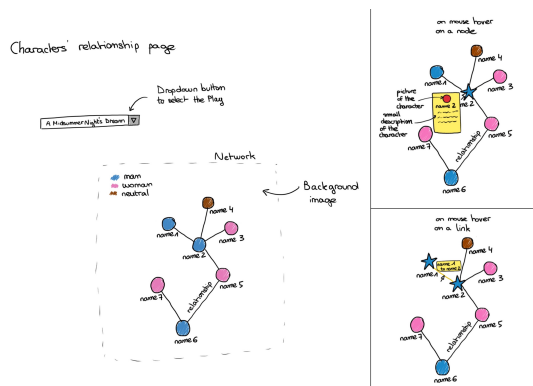 Characters' relationship page
Dropdown button
to select the Play
A Midsummer Night's Dream
Network
man
woman
neutral
Background
image
name 4
name 1
name 3
name 2
name 7
name 5
relationship
name 6
on mouse hover
on a node
name 4
name 1
name 3
picture
of the
character
name 2
me 2
small
description
of the
character
name 7
name 5
relationship
name 6
on mouse hover
on a link
name 4
name 1
to name 2
name 1
name 3
name 2
name 7
name 5
relationship
name 6